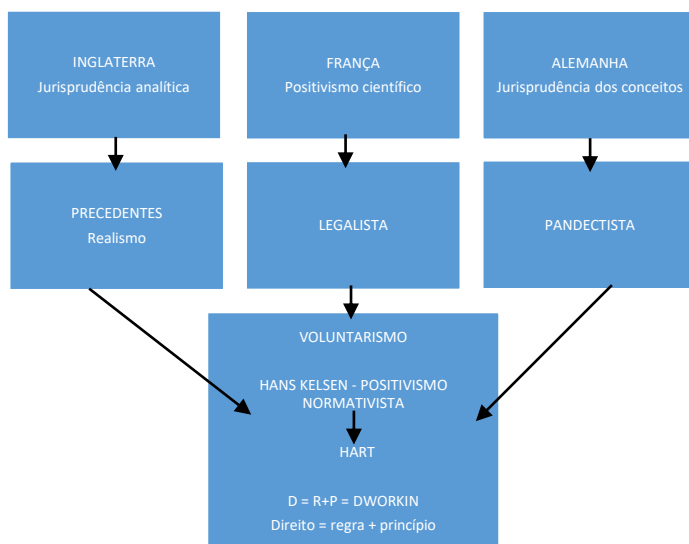 INGLATERRA
Jurisprudência analítica
FRANÇA
Positivismo científico
ALEMANHA
Jurisprudência dos conceitos
PRECEDENTES
Realismo
LEGALISTA
PANDECTISTA
VOLUNTARISMO
HANS KELSEN - POSITIVISMO
NORMATIVISTA
HART
D = R+P = DWORKIN
Direito = regra + princípio